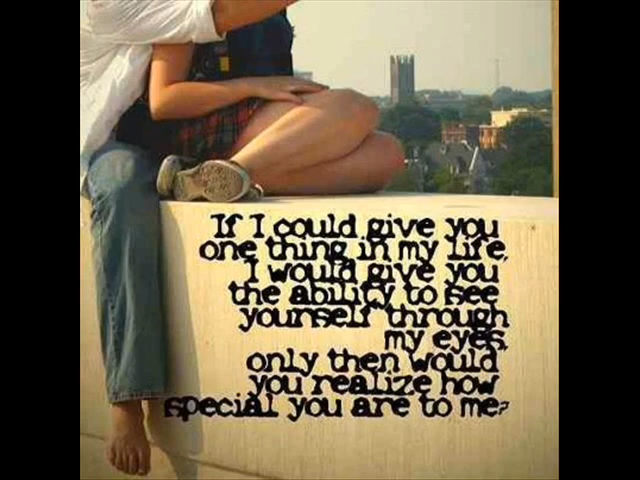 If I could give you
one thing in my life,
I would give you
the ability to see
yourself through
my eyes,
only then would
you realize how
special you are to me?